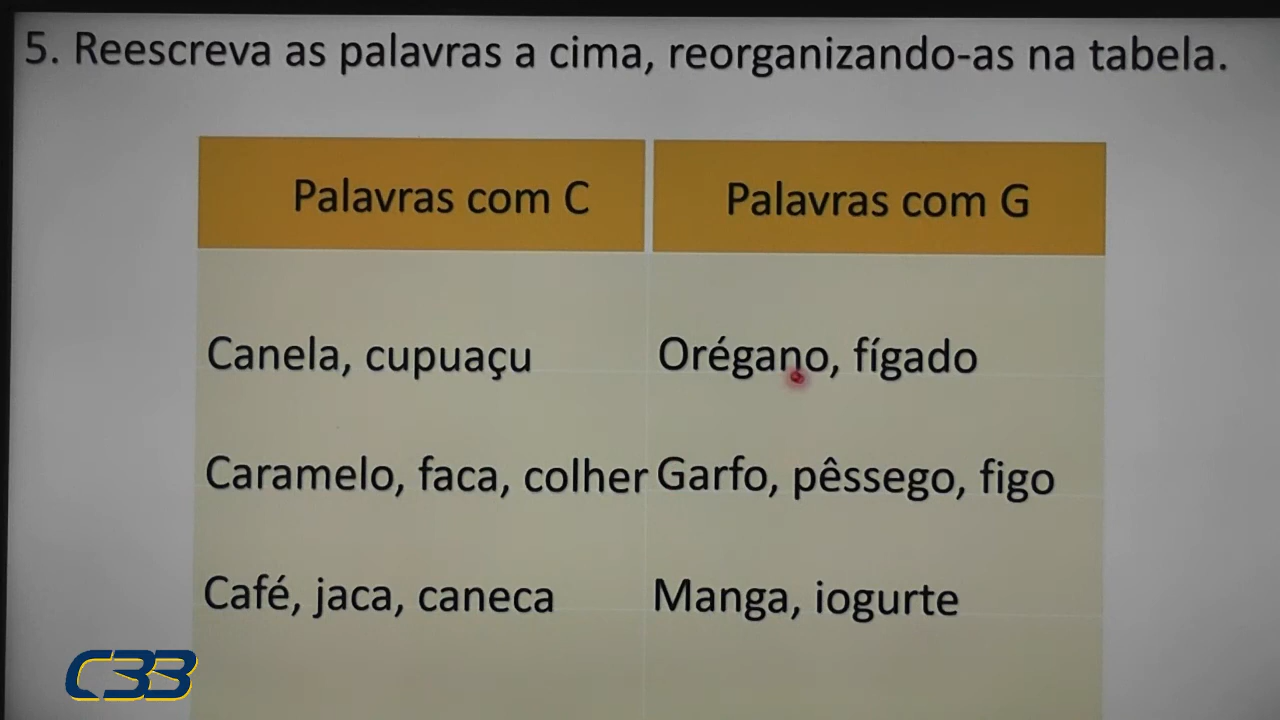 5. Reescreva as palavras a cima, reorganizando-as na tabela.
Palavras com C
Palavras com G
Canela, cupuaçu
Orégano, fígado
Caramelo, faca, colher
Garfo, pêssego, figo
Café, jaca, caneca
Manga, iogurte
C33